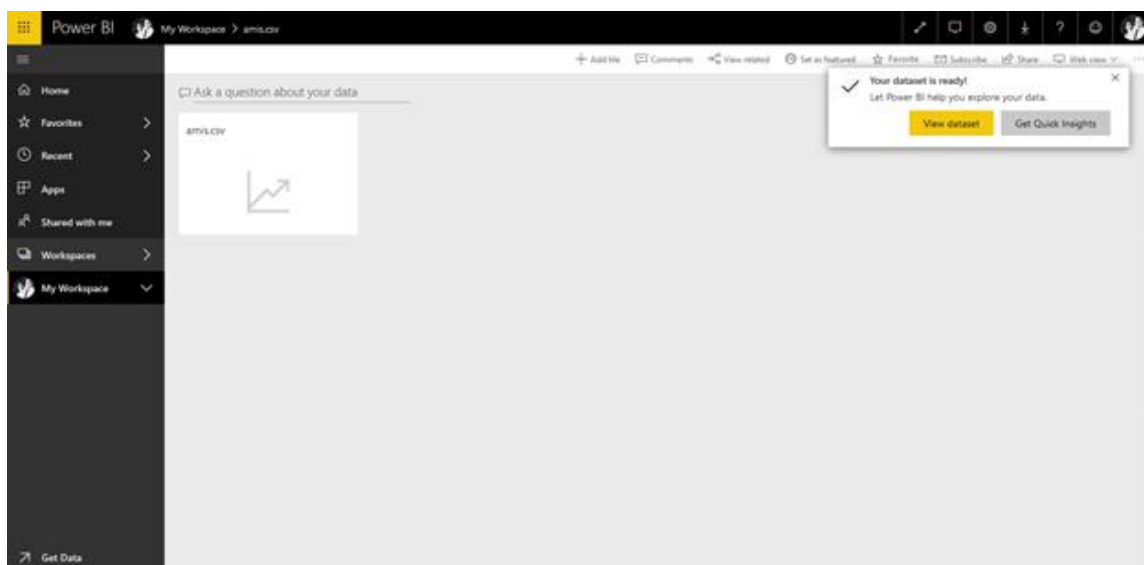 Power BI My Workspace > amis.csv
?
+ Add tile Comments View related Set as featured Favorite Subscribe Share Web view ...
Your dataset is ready!
Let Power BI help you explore your data.
View dataset Get Quick Insights
Home
Favorites >
Recent >
Apps
Shared with me
Workspaces >
My Workspace
Get Data
Ask a question about your data
amis.csv